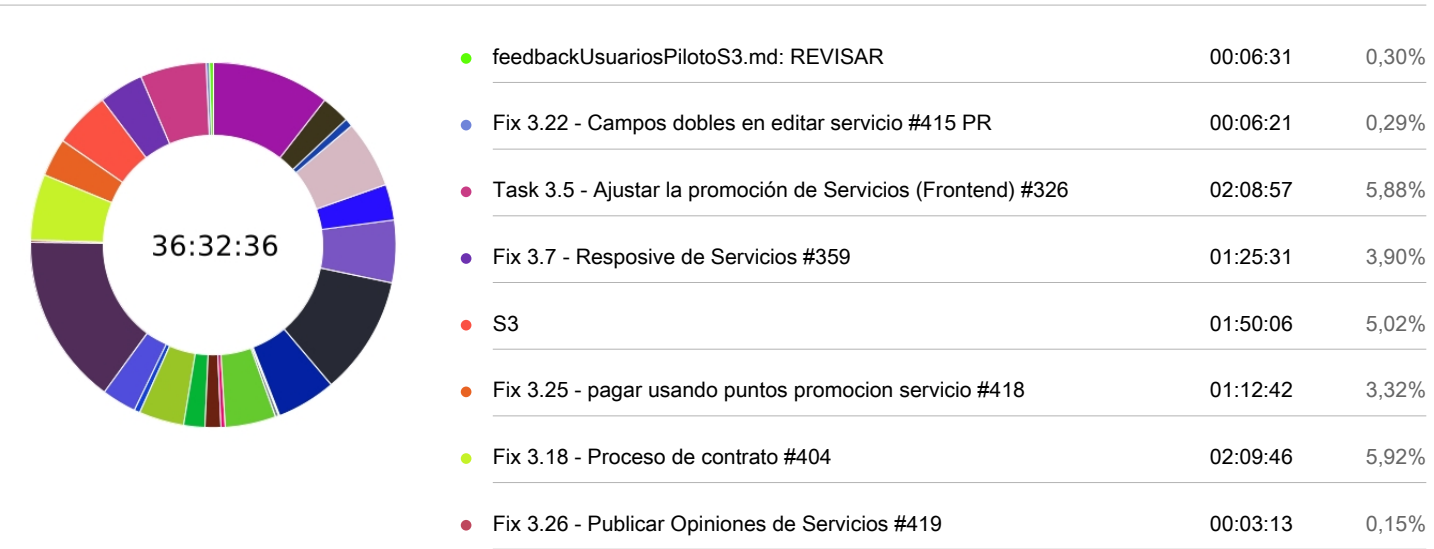 feedbackUsuariosPilotoS3.md: REVISAR 00:06:31 0,30%
Fix 3.22 - Campos dobles en editar servicio #415 PR 00:06:21 0,29%
Task 3.5 - Ajustar la promoción de Servicios (Frontend) #326 02:08:57 5,88%
36:32:36
Fix 3.7 - Resposive de Servicios #359 01:25:31 3,90%
S3 01:50:06 5,02%
Fix 3.25 - pagar usando puntos promocion servicio #418 01:12:42 3,32%
Fix 3.18 - Proceso de contrato #404 02:09:46 5,92%
Fix 3.26 - Publicar Opiniones de Servicios #419 00:03:13 0,15%